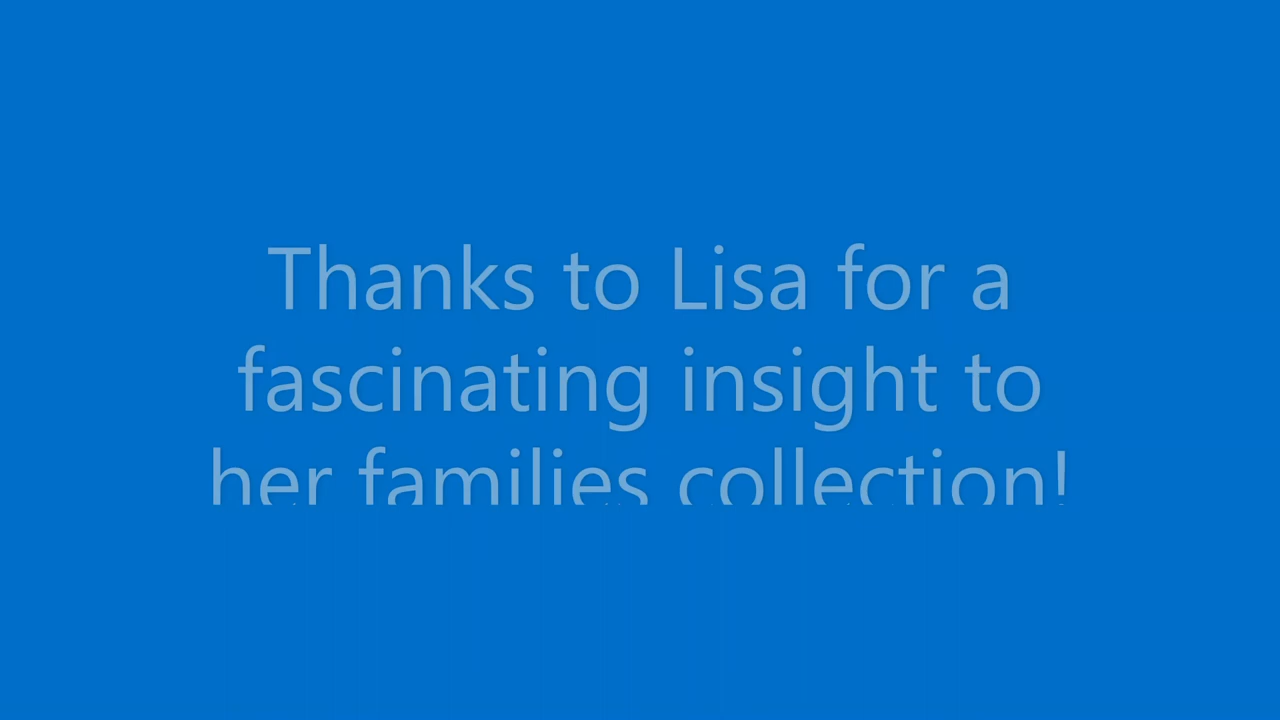 Thanks to Lisa for a
fascinating insight to
her families collection!